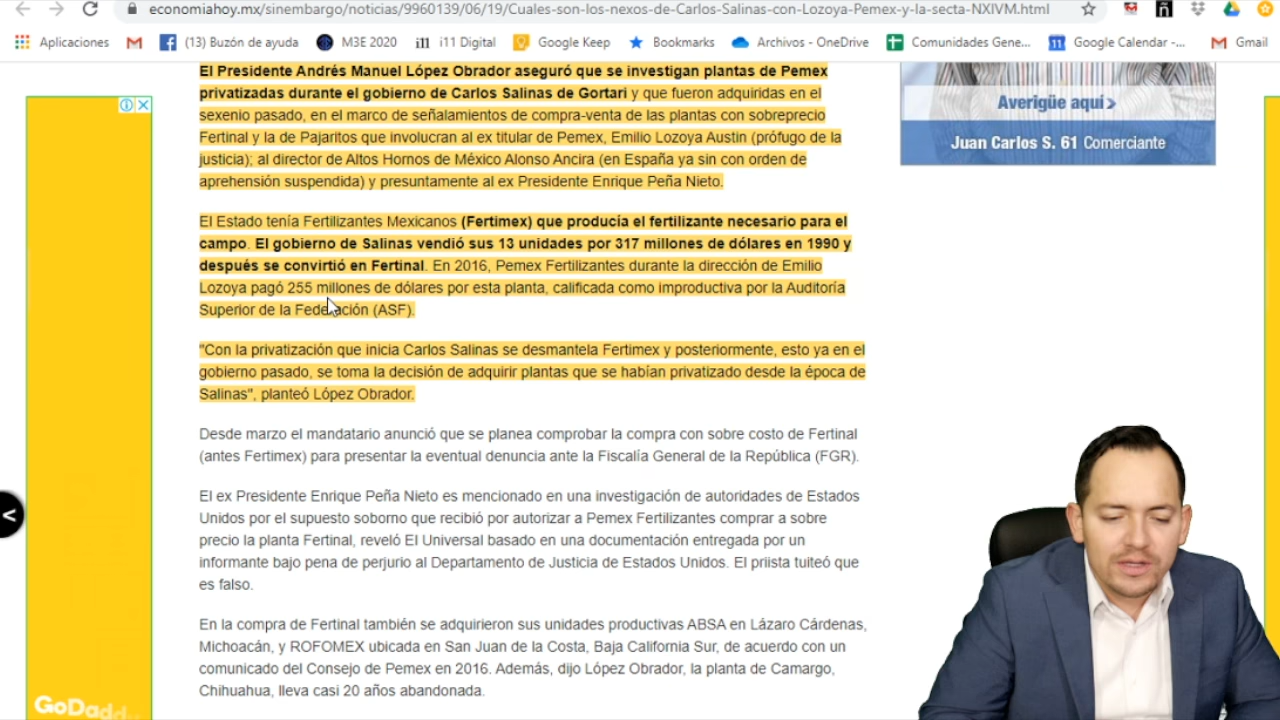 economiahoy.mx/sinembargo/noticias/9960139/06/19/Cuales-son-los-nexos-de-Carlos-Salinas-con-Lozoya-Pemex-y-la-secta-NXIVM.html
Aplicaciones (13) Buzón de ayuda M3E 2020 i11 Digital Google Keep Bookmarks Archivos - OneDrive Comunidades Gene... Google Calendar -... Gmail
El Presidente Andrés Manuel López Obrador aseguró que se investigan plantas de Pemex
privatizadas durante el gobierno de Carlos Salinas de Gortari y que fueron adquiridas en el
sexenio pasado, en el marco de señalamientos de compra-venta de las plantas con sobreprecio
Fertinal y la de Pajaritos que involucran al ex titular de Pemex, Emilio Lozoya Austin (prófugo de la
justicia); al director de Altos Hornos de México Alonso Ancira (en España ya sin con orden de
aprehensión suspendida) y presuntamente al ex Presidente Enrique Peña Nieto.
El Estado tenía Fertilizantes Mexicanos (Fertimex) que producía el fertilizante necesario para el
campo. El gobierno de Salinas vendió sus 13 unidades por 317 millones de dólares en 1990 y
después se convirtió en Fertinal. En 2016, Pemex Fertilizantes durante la dirección de Emilio
Lozoya pagó 255 millones de dólares por esta planta, calificada como improductiva por la Auditoría
Superior de la Federación (ASF).
"Con la privatización que inicia Carlos Salinas se desmantela Fertimex y posteriormente, esto ya en el
gobierno pasado, se toma la decisión de adquirir plantas que se habían privatizado desde la época de
Salinas", planteó López Obrador.
Desde marzo el mandatario anunció que se planea comprobar la compra con sobre costo de Fertinal
(antes Fertimex) para presentar la eventual denuncia ante la Fiscalía General de la República (FGR).
El ex Presidente Enrique Peña Nieto es mencionado en una investigación de autoridades de Estados
Unidos por el supuesto soborno que recibió por autorizar a Pemex Fertilizantes comprar a sobre
precio la planta Fertinal, reveló El Universal basado en una documentación entregada por un
informante bajo pena de perjurio al Departamento de Justicia de Estados Unidos. El priista tuiteó que
es falso.
En la compra de Fertinal también se adquirieron sus unidades productivas ABSA en Lázaro Cárdenas,
Michoacán, y ROFOMEX ubicada en San Juan de la Costa, Baja California Sur, de acuerdo con un
comunicado del Consejo de Pemex en 2016. Además, dijo López Obrador, la planta de Camargo,
Chihuahua, lleva casi 20 años abandonada.
Averigüe aquí >
Juan Carlos S. 61 Comerciante
GoDaddy